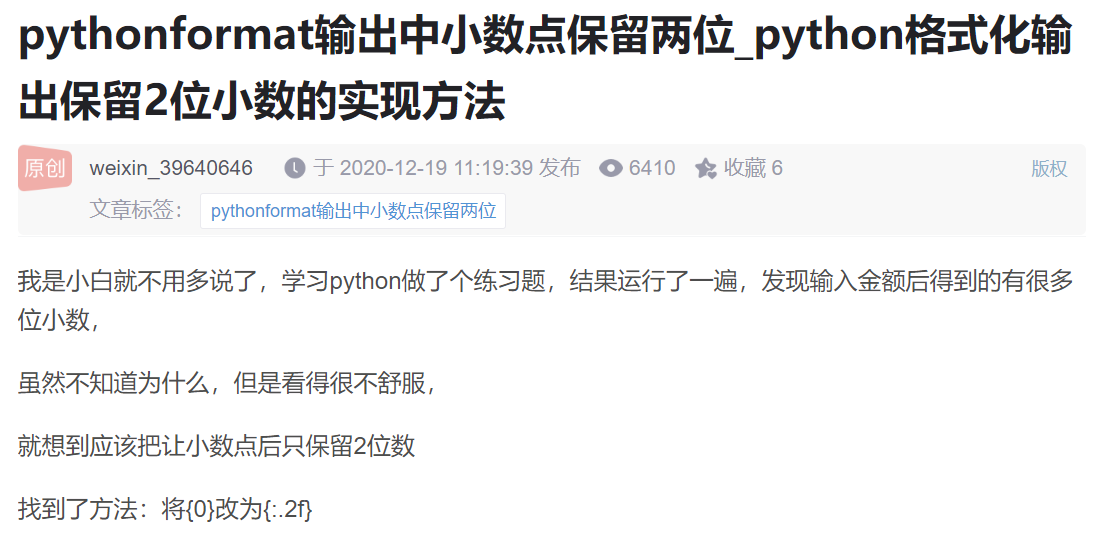 pythonformat输出中小数点保留两位_python格式化输
出保留2位小数的实现方法
原创 weixin_39640646 于 2020-12-19 11:19:39 发布 6410 收藏 6 版权
文章标签： pythonformat输出中小数点保留两位
我是小白就不用多说了，学习python做了个练习题，结果运行了一遍，发现输入金额后得到的有很多
位小数，
虽然不知道为什么，但是看得很不舒服，
就想到应该把让小数点后只保留2位数
找到了方法：将{0}改为{:.2f}